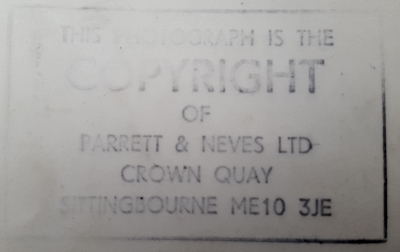 THIS PHOTOGRAPH IS THE
COPYRIGHT
OF
PARRETT & NEVES LTD
CROWN QUAY
SITTINGBOURNE ME10 3JE